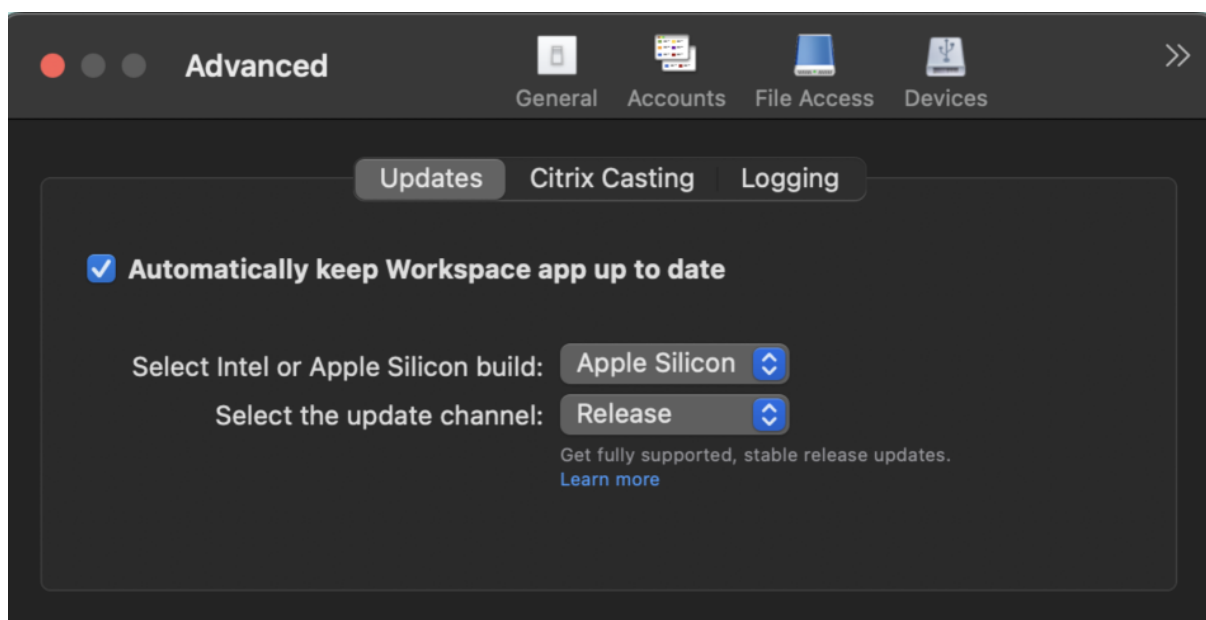 Advanced
General Accounts File Access Devices
Updates Citrix Casting Logging
Automatically keep Workspace app up to date
Select Intel or Apple Silicon build: Apple Silicon
Select the update channel: Release
Get fully supported, stable release updates.
Learn more